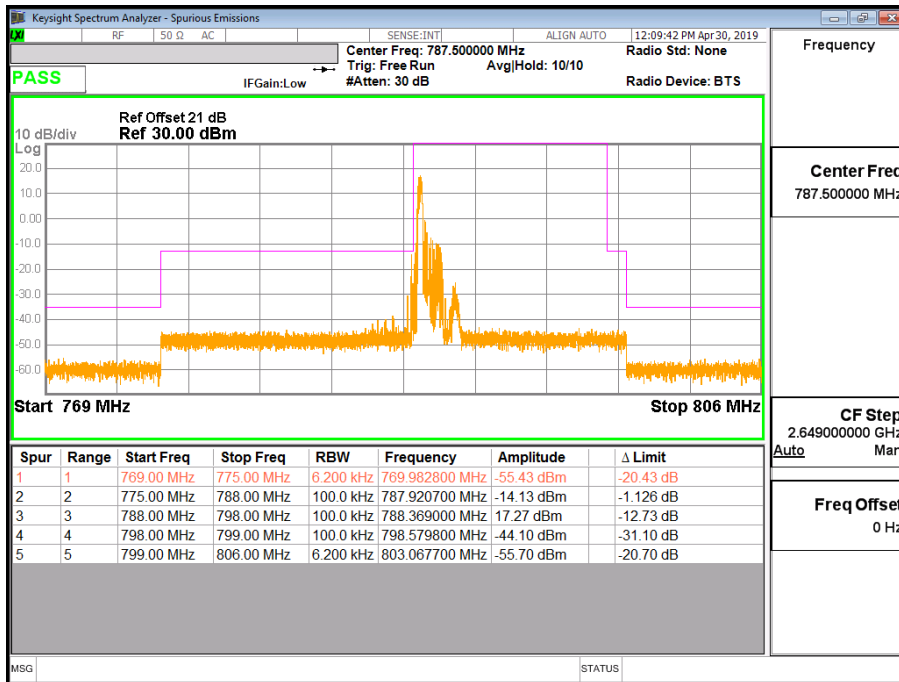 Keysight Spectrum Analyzer - Spurious Emissions
LXI RF 50 Ω AC SENSE:INT ALIGN AUTO 12:09:42 PM Apr 30, 2019
Center Freq: 787.500000 MHz Radio Std: None
Trig: Free Run Avg|Hold: 10/10
PASS IFGain:Low #Atten: 30 dB Radio Device: BTS
Frequency
Ref Offset 21 dB
10 dB/div Ref 30.00 dBm
Log
20.0
10.0
0.00
-10.0
-20.0
-30.0
-40.0
-50.0
-60.0
Start 769 MHz Stop 806 MHz
Center Freq
787.500000 MHz
CF Step
2.649000000 GHz
Auto Man
Freq Offset
0 Hz
Spur Range Start Freq Stop Freq RBW Frequency Amplitude Δ Limit
1 1 769.00 MHz 775.00 MHz 6.200 kHz 769.982800 MHz -55.43 dBm -20.43 dB
2 2 775.00 MHz 788.00 MHz 100.0 kHz 787.920700 MHz -14.13 dBm -1.126 dB
3 3 788.00 MHz 798.00 MHz 100.0 kHz 788.369000 MHz 17.27 dBm -12.73 dB
4 4 798.00 MHz 799.00 MHz 100.0 kHz 798.579800 MHz -44.10 dBm -31.10 dB
5 5 799.00 MHz 806.00 MHz 6.200 kHz 803.067700 MHz -55.70 dBm -20.70 dB
MSG STATUS